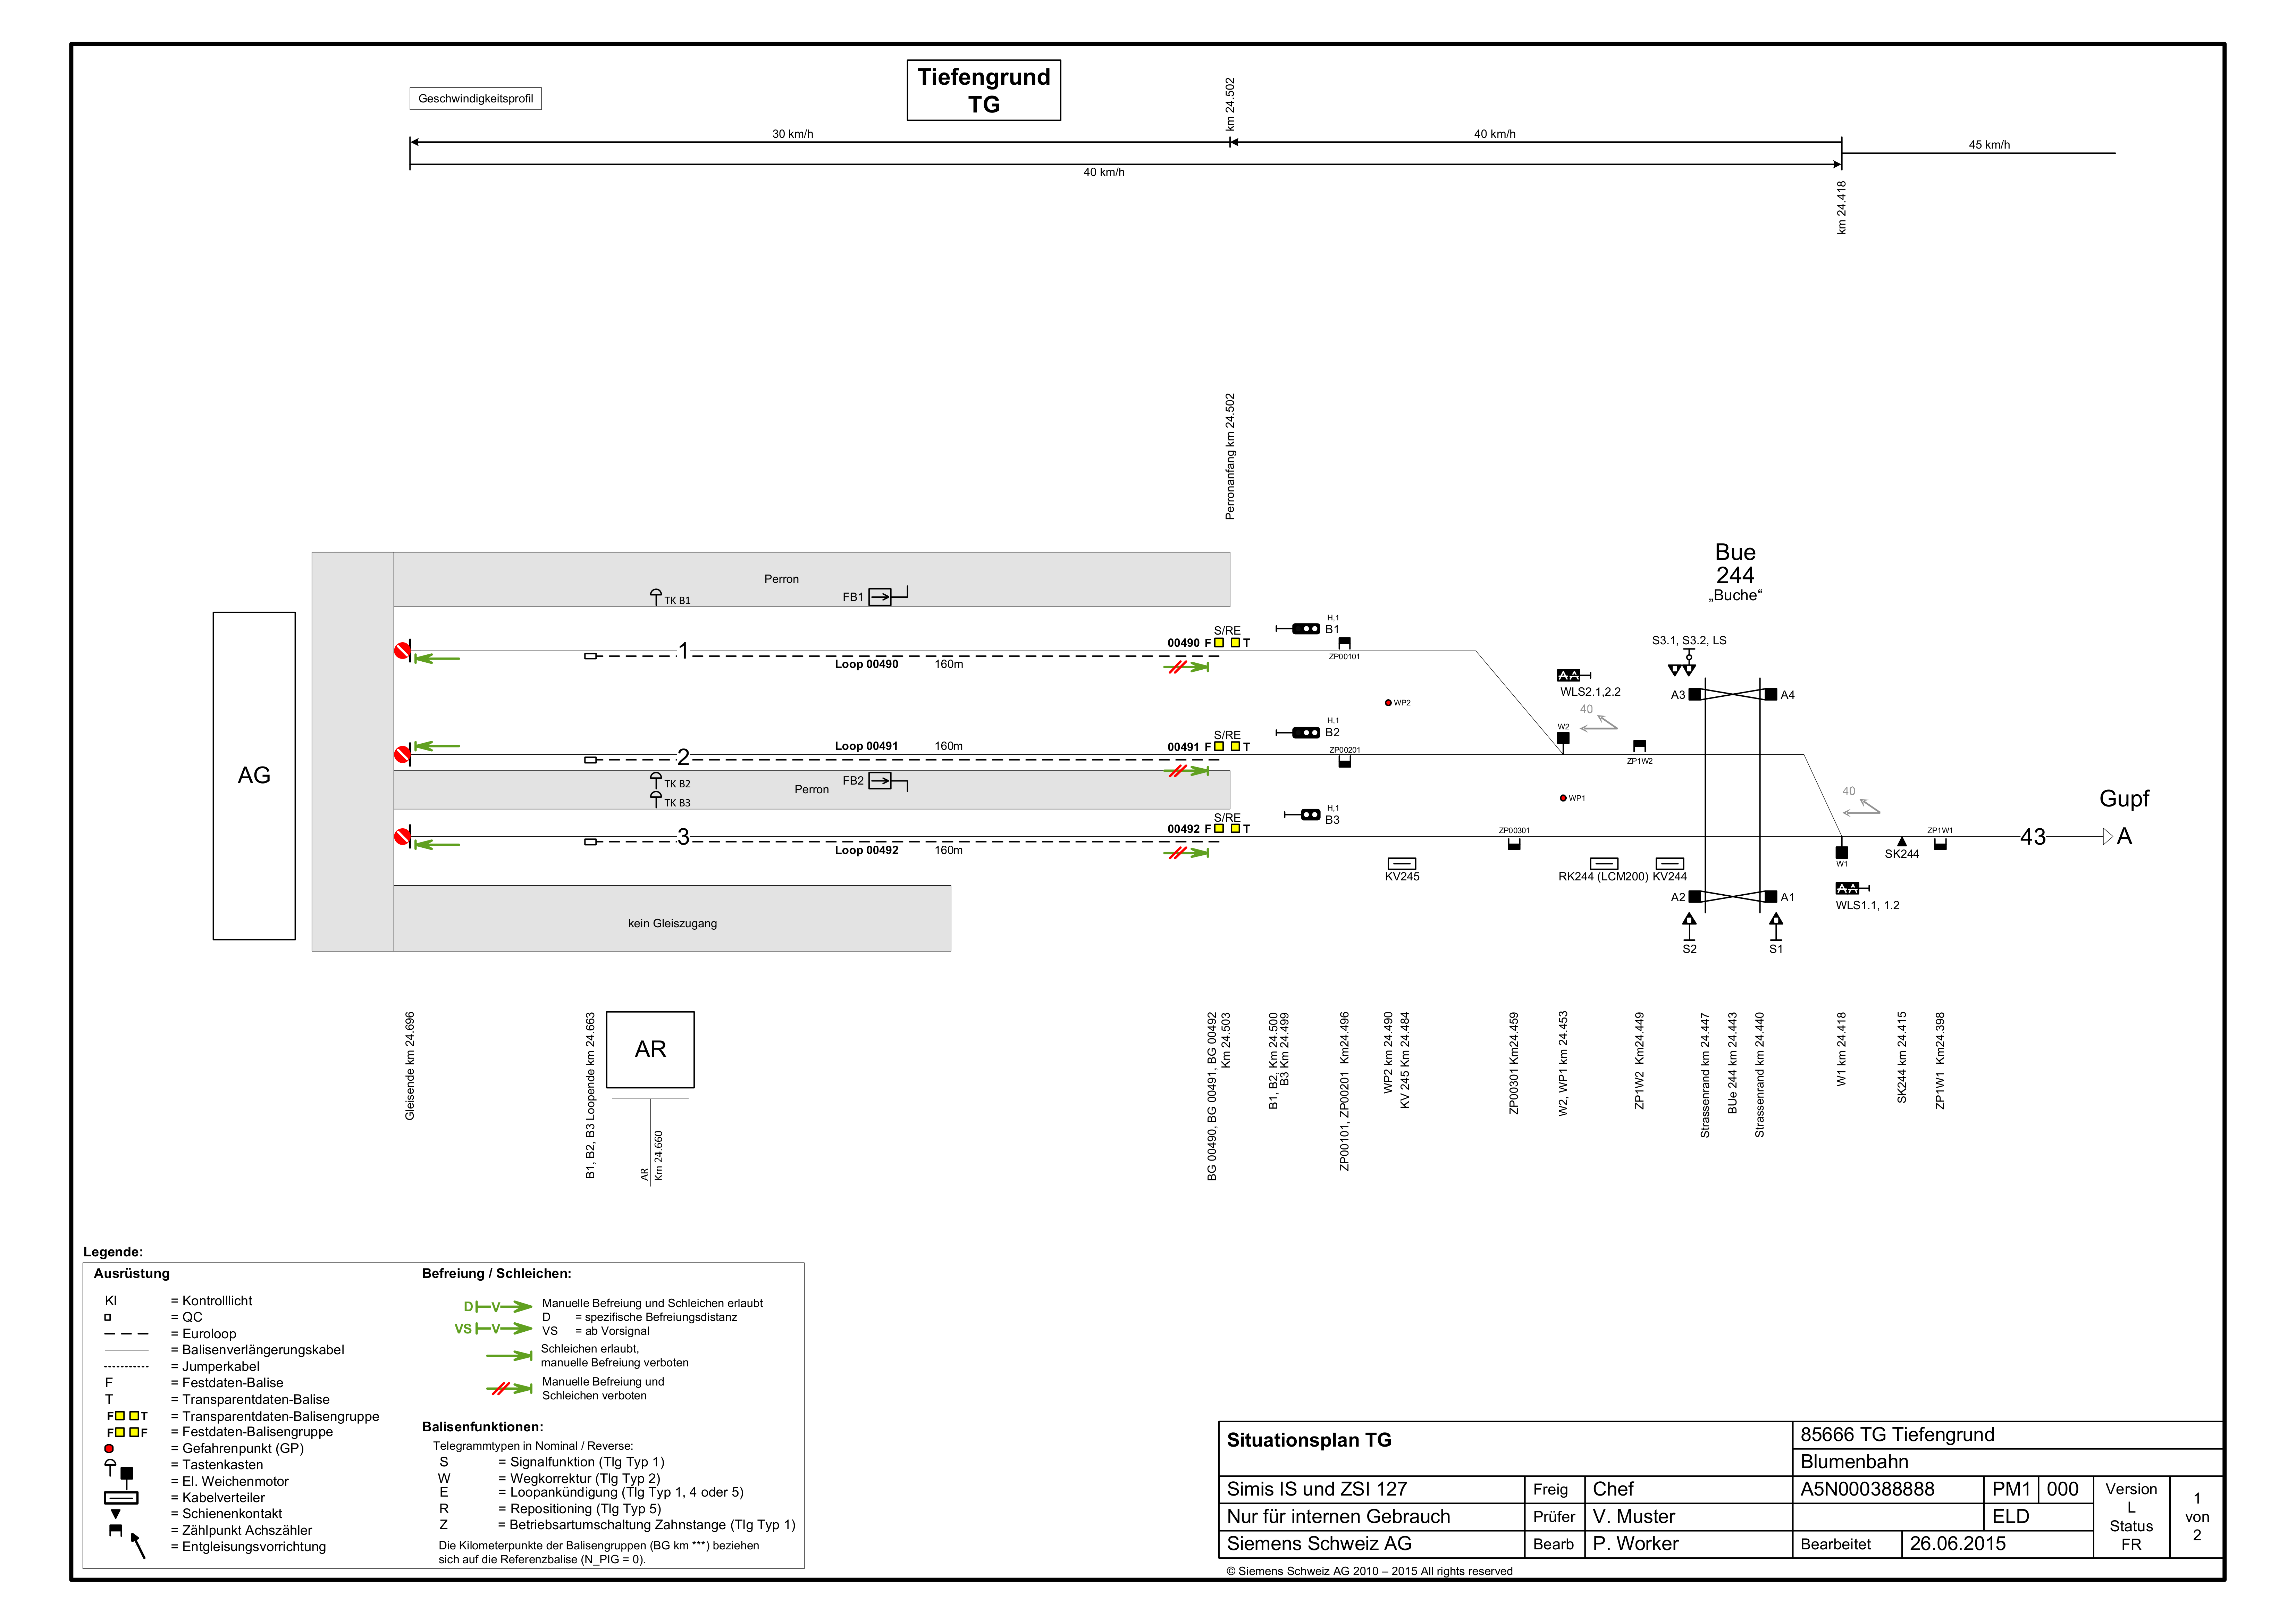 Tiefengrund
TG
Geschwindigkeitsprofil
km 24.502
30 km/h
40 km/h
45 km/h
40 km/h
km 24.418
Perronanfang km 24.502
Bue
244
„Buche“
Perron
TK B1
FB1
S/RE
00490 F T
H,1
B1
ZP00101
S3.1, S3.2, LS
1
Loop 00490
160m
WLS2.1,2.2
A3
A4
WP2
40
W2
H,1
B2
S/RE
00491 F T
Loop 00491
160m
ZP00201
ZP1W2
2
AG
TK B2
FB2
Perron
TK B3
WP1
40
Gupf
H,1
B3
S/RE
00492 F T
ZP00301
ZP1W1
3
43
A
Loop 00492
160m
SK244
W1
KV245
RK244 (LCM200)
KV244
A2
A1
WLS1.1, 1.2
kein Gleiszugang
S2
S1
Gleisende km 24.696
B1, B2, B3 Loopende km 24.663
AR
AR
Km 24.660
BG 00490, BG 00491, BG 00492
Km 24.503
B1, B2, Km 24.500
B3 Km 24.499
ZP00101, ZP00201 Km24.496
WP2 km 24.490
KV 245 Km 24.484
ZP00301 Km24.459
W2, WP1 km 24.453
ZP1W2 Km24.449
Strassenrand km 24.447
BUe 244 km 24.443
Strassenrand km 24.440
W1 km 24.418
SK244 km 24.415
ZP1W1 Km24.398
Legende:
Ausrüstung
Kl = Kontrolllicht
= QC
= Euroloop
= Balisenverlängerungskabel
= Jumperkabel
F = Festdaten-Balise
T = Transparentdaten-Balise
F T = Transparentdaten-Balisengruppe
F F = Festdaten-Balisengruppe
= Gefahrenpunkt (GP)
= Tastenkasten
= El. Weichenmotor
= Kabelverteiler
= Schienenkontakt
= Zählpunkt Achszähler
= Entgleisungsvorrichtung
Befreiung / Schleichen:
D V Manuelle Befreiung und Schleichen erlaubt
D = spezifische Befreiungsdistanz
VS V VS = ab Vorsignal
Schleichen erlaubt,
manuelle Befreiung verboten
Manuelle Befreiung und
Schleichen verboten
Balisenfunktionen:
Telegrammtypen in Nominal / Reverse:
S = Signalfunktion (Tlg Typ 1)
W = Wegkorrektur (Tlg Typ 2)
E = Loopankündigung (Tlg Typ 1, 4 oder 5)
R = Repositioning (Tlg Typ 5)
Z = Betriebsartumschaltung Zahnstange (Tlg Typ 1)
Die Kilometerpunkte der Balisengruppen (BG km ***) beziehen
sich auf die Referenzbalise (N_PIG = 0).
Situationsplan TG
85666 TG Tiefengrund
Blumenbahn
Simis IS und ZSI 127
Freig
Chef
A5N000388888
PM1
000
Version
L
Status
FR
1
von
2
Nur für internen Gebrauch
Prüfer
V. Muster
ELD
Siemens Schweiz AG
Bearb
P. Worker
Bearbeitet
26.06.2015
© Siemens Schweiz AG 2010 – 2015 All rights reserved